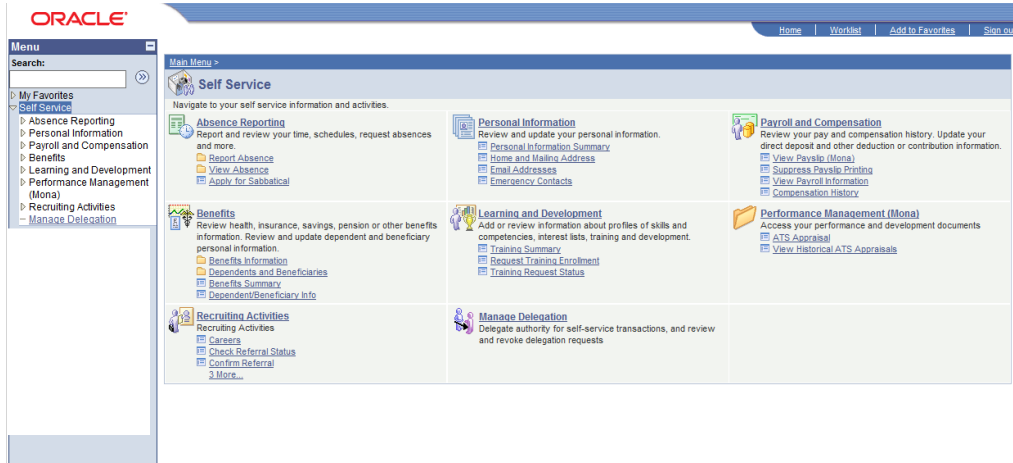 ORACLE'
Home | Worklist | Add to Favorites | Sign ou
Menu
Search:
My Favorites
Self Service
Absence Reporting
Personal Information
Payroll and Compensation
Benefits
Learning and Development
Performance Management
(Mona)
Recruiting Activities
Manage Delegation
Main Menu >
Self Service
Navigate to your self service information and activities.
Absence Reporting
Report and review your time, schedules, request absences
and more.
Report Absence
View Absence
Apply for Sabbatical
Personal Information
Review and update your personal information.
Personal Information Summary
Home and Mailing Address
Email Addresses
Emergency Contacts
Payroll and Compensation
Review your pay and compensation history. Update your
direct deposit and other deduction or contribution information.
View Payslip (Mona)
Suppress Payslip Printing
View Payroll Information
Compensation History
Benefits
Review health, insurance, savings, pension or other benefits
information. Review and update dependent and beneficiary
personal information.
Benefits Information
Dependents and Beneficiaries
Benefits Summary
Dependent/Beneficiary Info
Learning and Development
Add or review information about profiles of skills and
competencies, interest lists, training and development.
Training Summary
Request Training Enrollment
Training Request Status
Performance Management (Mona)
Access your performance and development documents
ATS Appraisal
View Historical ATS Appraisals
Recruiting Activities
Recruiting Activities
Careers
Check Referral Status
Confirm Referral
3 More...
Manage Delegation
Delegate authority for self-service transactions, and review
and revoke delegation requests